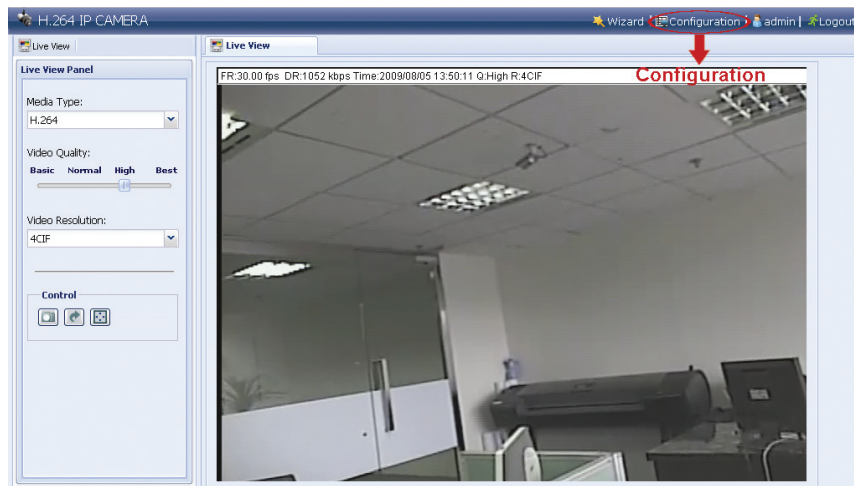 H.264 IP CAMERA
Wizard | Configuration | admin | Logout
Live View
Live View
Configuration
Live View Panel
FR:30.00 fps DR:1052 kbps Time:2009/08/05 13:50:11 Q:High R:4CIF
Media Type:
H.264
Video Quality:
Basic Normal High Best
Video Resolution:
4CIF
Control